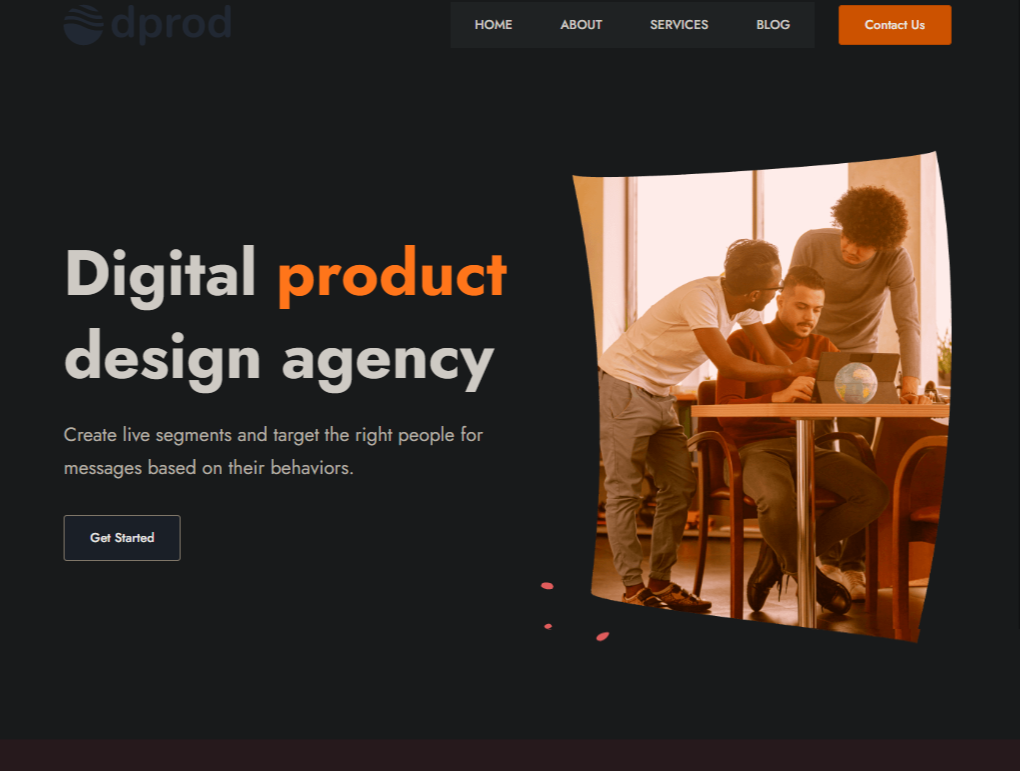 dprod
HOME ABOUT SERVICES BLOG Contact Us
Digital product
design agency
Create live segments and target the right people for
messages based on their behaviors.
Get Started